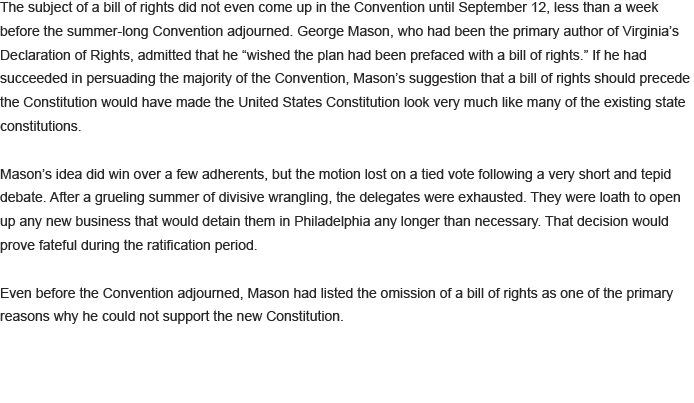 The subject of a bill of rights did not even come up in the Convention until September 12, less than a week
before the summer-long Convention adjourned. George Mason, who had been the primary author of Virginia’s
Declaration of Rights, admitted that he “wished the plan had been prefaced with a bill of rights.” If he had
succeeded in persuading the majority of the Convention, Mason’s suggestion that a bill of rights should precede
the Constitution would have made the United States Constitution look very much like many of the existing state
constitutions.
Mason’s idea did win over a few adherents, but the motion lost on a tied vote following a very short and tepid
debate. After a grueling summer of divisive wrangling, the delegates were exhausted. They were loath to open
up any new business that would detain them in Philadelphia any longer than necessary. That decision would
prove fateful during the ratification period.
Even before the Convention adjourned, Mason had listed the omission of a bill of rights as one of the primary
reasons why he could not support the new Constitution.